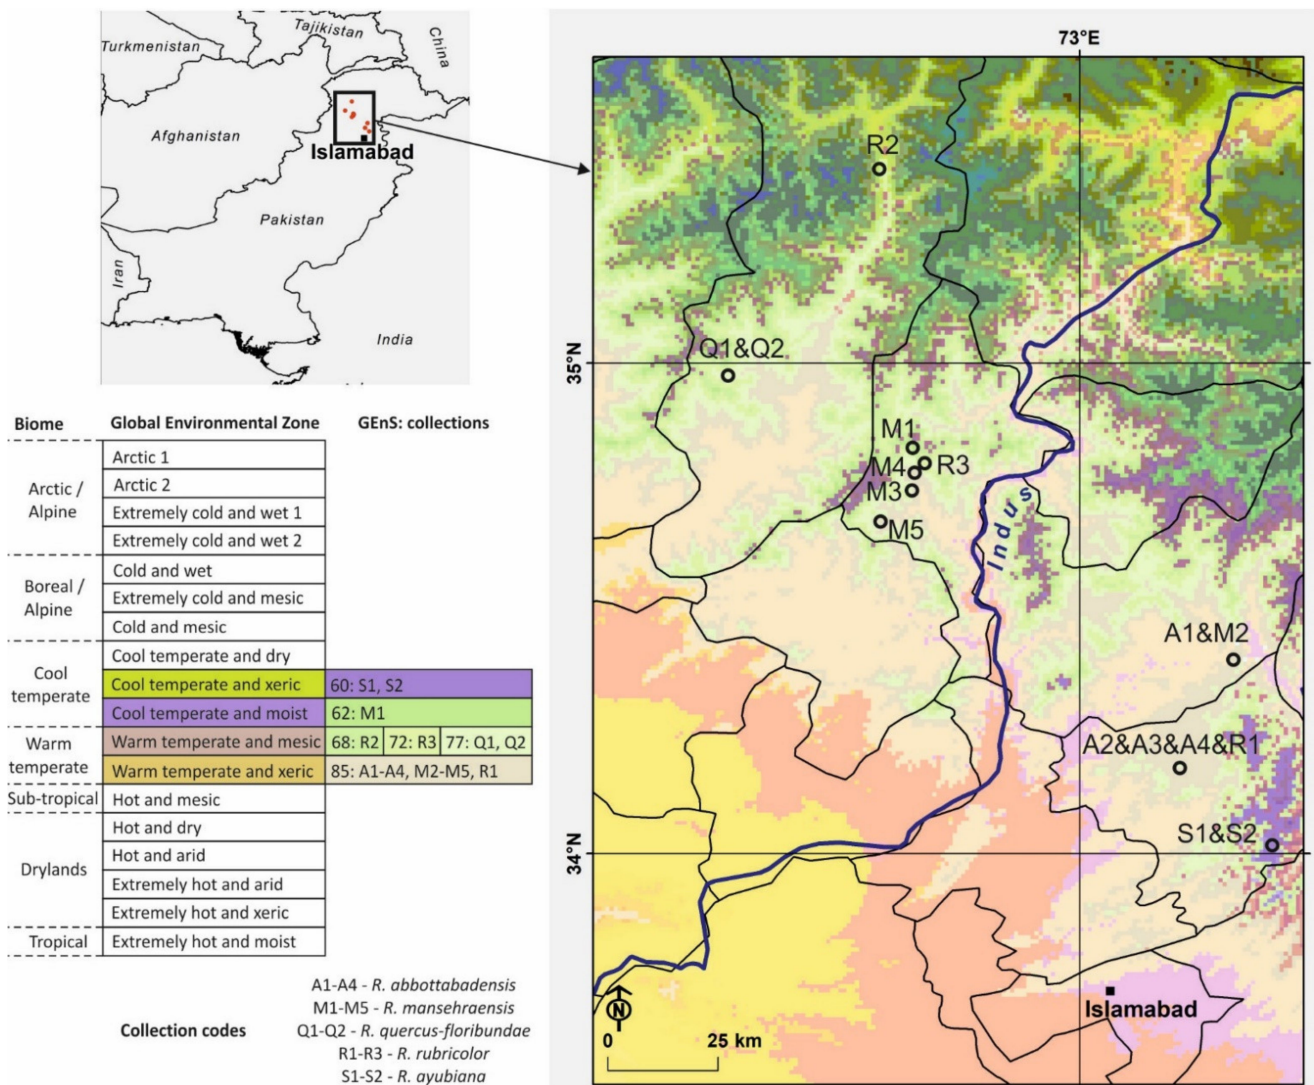 Turkmenistan
Tajikistan
China
Afghanistan
Islamabad
Pakistan
Iran
India
Biome Global Environmental Zone GEnS: collections
Arctic / Alpine
Arctic 1
Arctic 2
Extremely cold and wet 1
Extremely cold and wet 2
Boreal / Alpine
Cold and wet
Extremely cold and mesic
Cold and mesic
Cool temperate
Cool temperate and dry
Cool temperate and xeric 60: S1, S2
Cool temperate and moist 62: M1
Warm temperate
Warm temperate and mesic 68: R2 72: R3 77: Q1, Q2
Warm temperate and xeric 85: A1-A4, M2-M5, R1
Sub-tropical Hot and mesic
Drylands
Hot and dry
Hot and arid
Extremely hot and arid
Extremely hot and xeric
Tropical Extremely hot and moist
Collection codes
A1-A4 - R. abbottabadensis
M1-M5 - R. mansehraensis
Q1-Q2 - R. quercus-floribundae
R1-R3 - R. rubricolor
S1-S2 - R. ayubiana
73°E
35°N
34°N
R2
Q1&Q2
M1
M4 R3
M3
M5
Indus
A1&M2
A2&A3&A4&R1
S1&S2
Islamabad
N
0 25 km